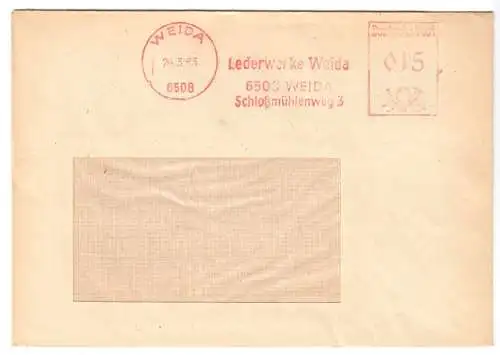 WEIDA
6508
Lederwerke Weida
6508 WEIDA
Schloßmühlenweg 3
015